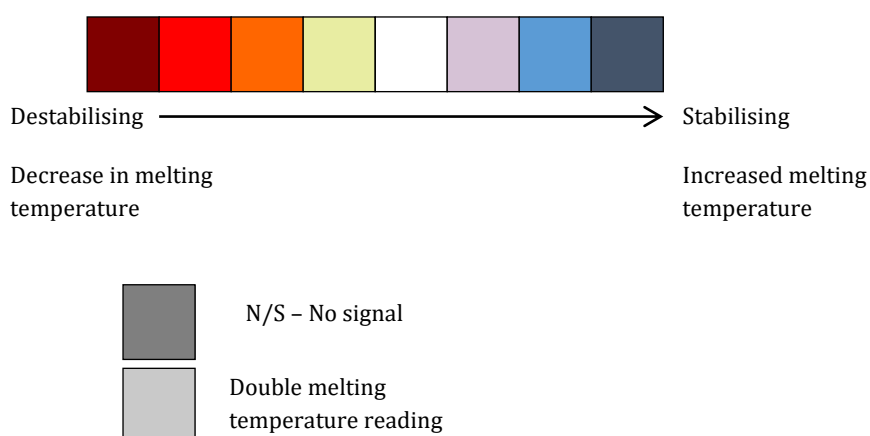 Destabilising
Stabilising
Decrease in melting
temperature
Increased melting
temperature
N/S – No signal
Double melting
temperature reading